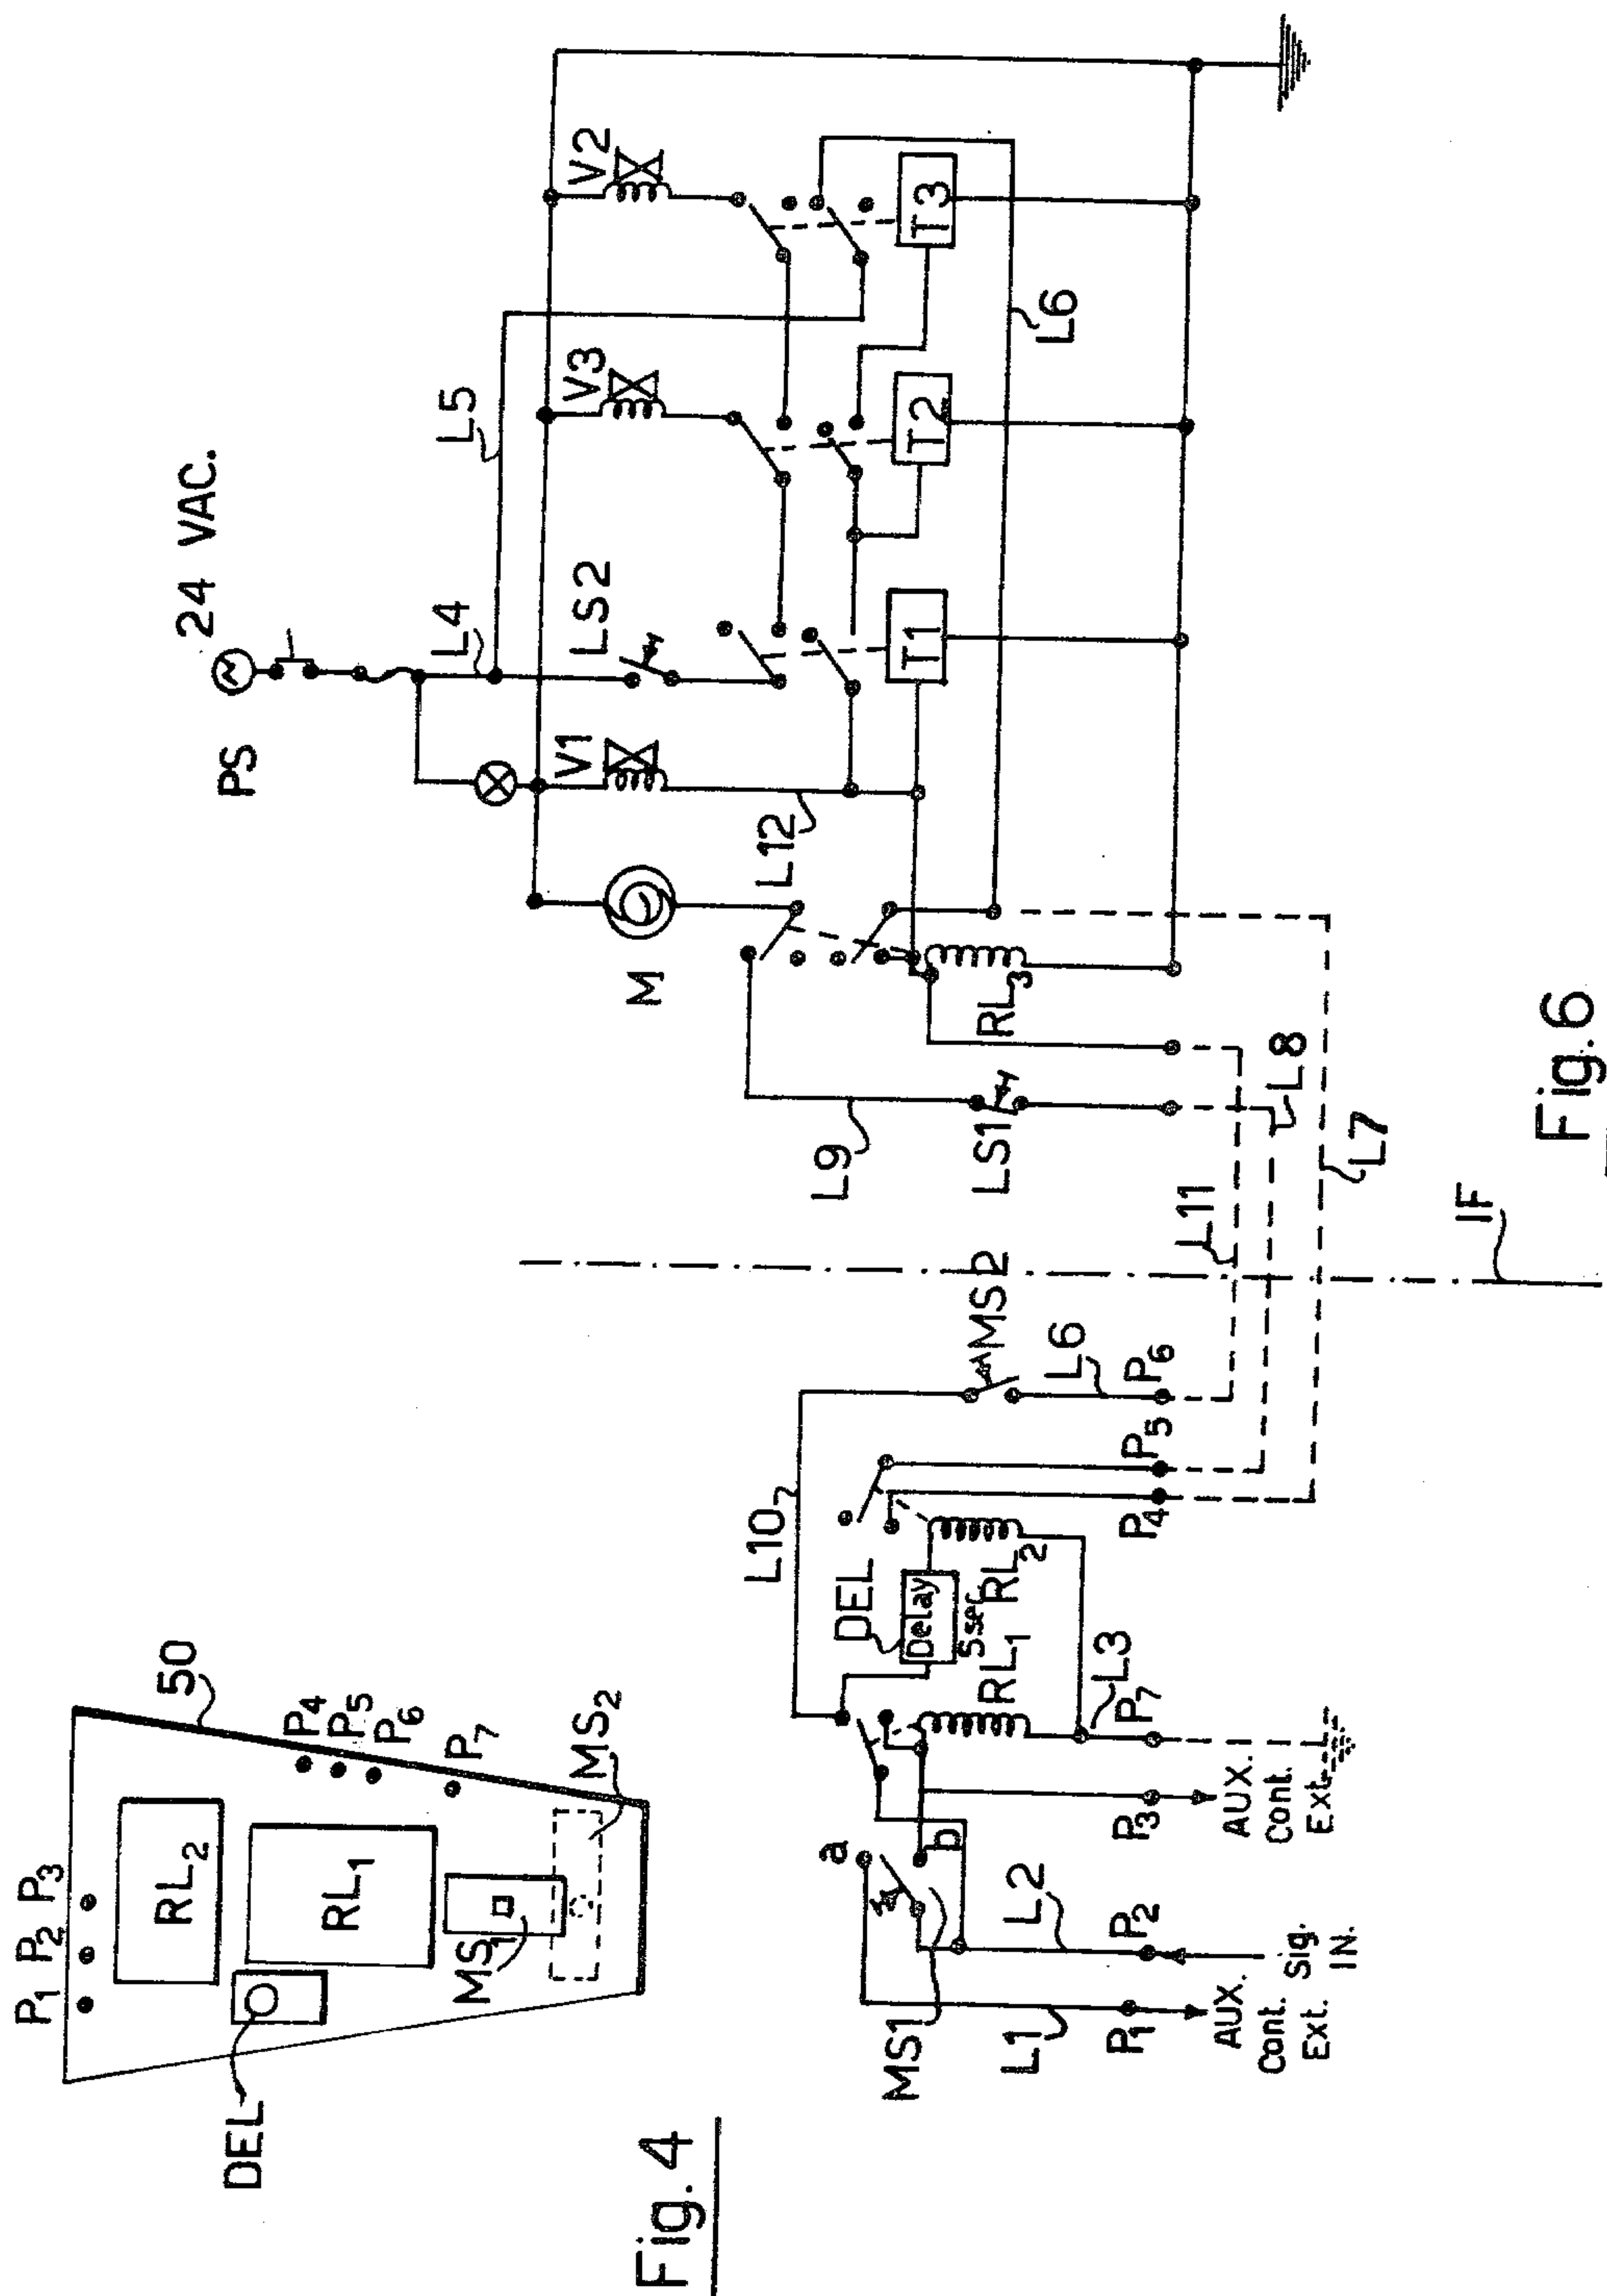 P1 P2 P3
RL2
RL1
DEL
MS1
MS2
50
P4
P5
P6
P7
Fig. 4
24 VAC.
PS
L4
L5
LS2
V1
V3
V2
M
L12
T1
T2
T3
L6
RL3
L9
LS1
L8
L11
L7
IF
MS2
L10
L6
DEL
Delay
5sec
RL1
RL2
a
b
MS1
L1
L2
L3
P1
P2
P3
P7
P4
P5
P6
AUX.
Cont.
Ext.
Sig.
IN.
AUX.
Cont.
Ext.
Fig.6